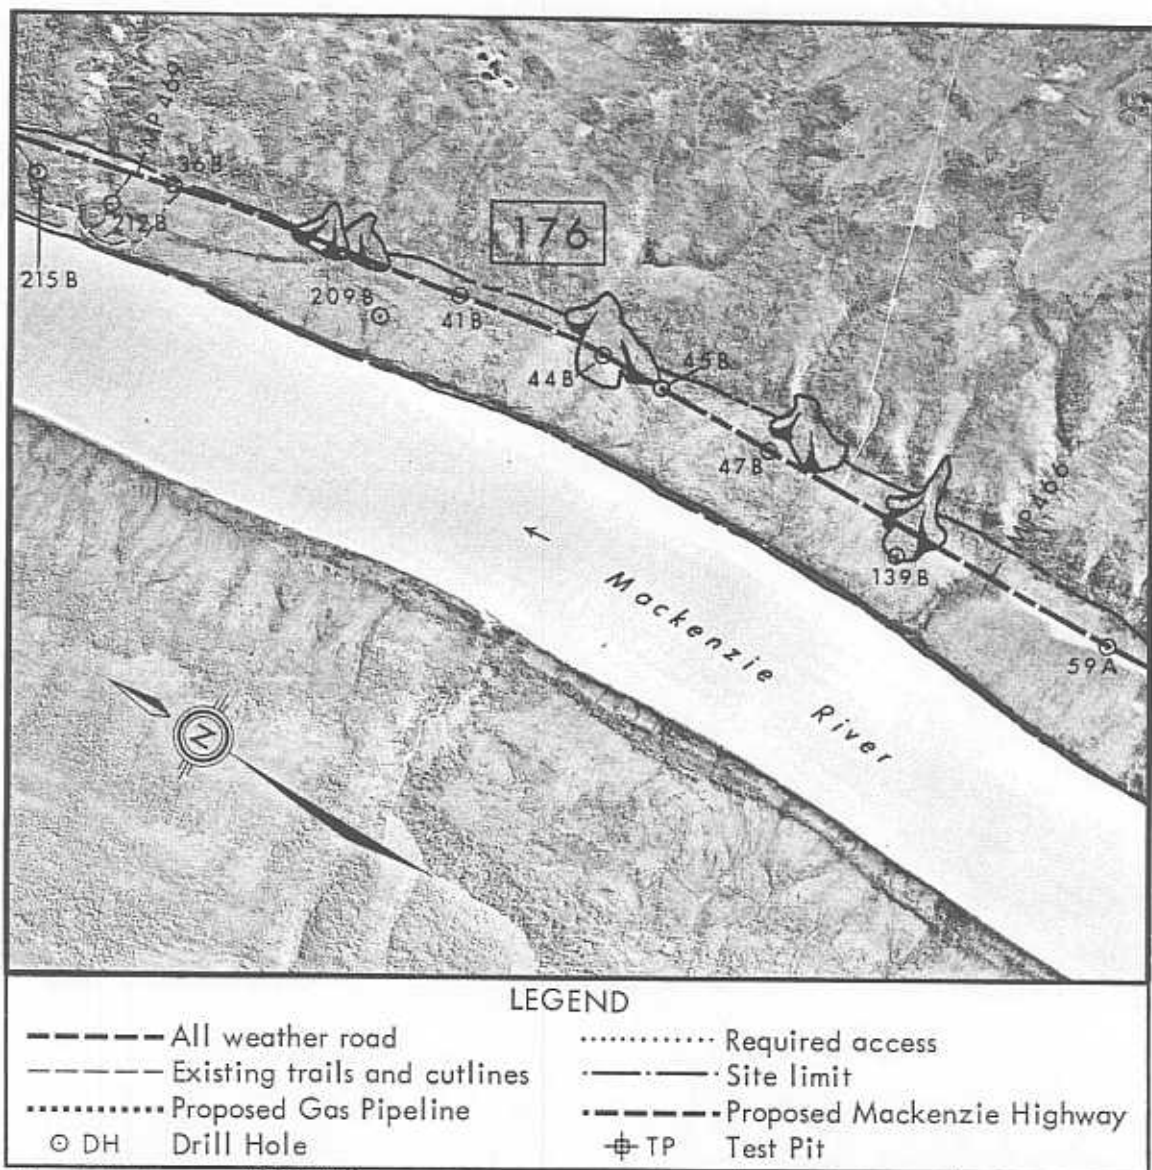 MP 469
36B
212B
215B
176
209B
41B
44B
45B
47B
MP 466
139B
59A
Mackenzie River
N
LEGEND
All weather road
Existing trails and cutlines
Proposed Gas Pipeline
DH Drill Hole
Required access
Site limit
Proposed Mackenzie Highway
TP Test Pit